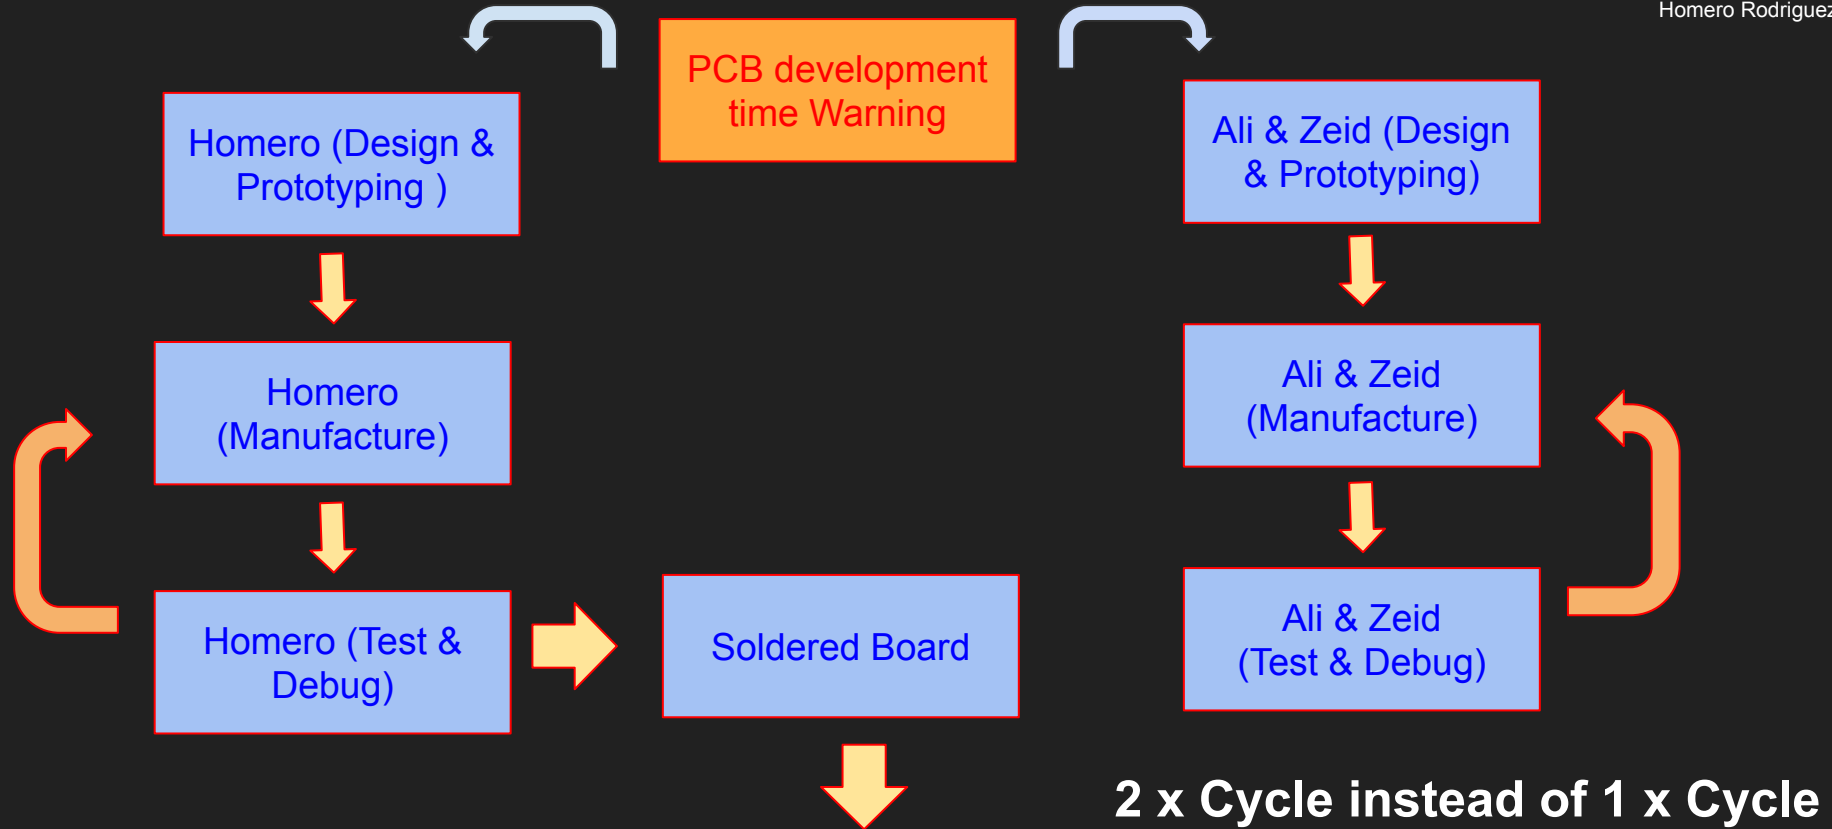 Homero Rodriguez
PCB development
time Warning
Homero (Design &
Prototyping )
Ali & Zeid (Design
& Prototyping)
Homero
(Manufacture)
Ali & Zeid
(Manufacture)
Homero (Test &
Debug)
Soldered Board
Ali & Zeid
(Test & Debug)
2 x Cycle instead of 1 x Cycle